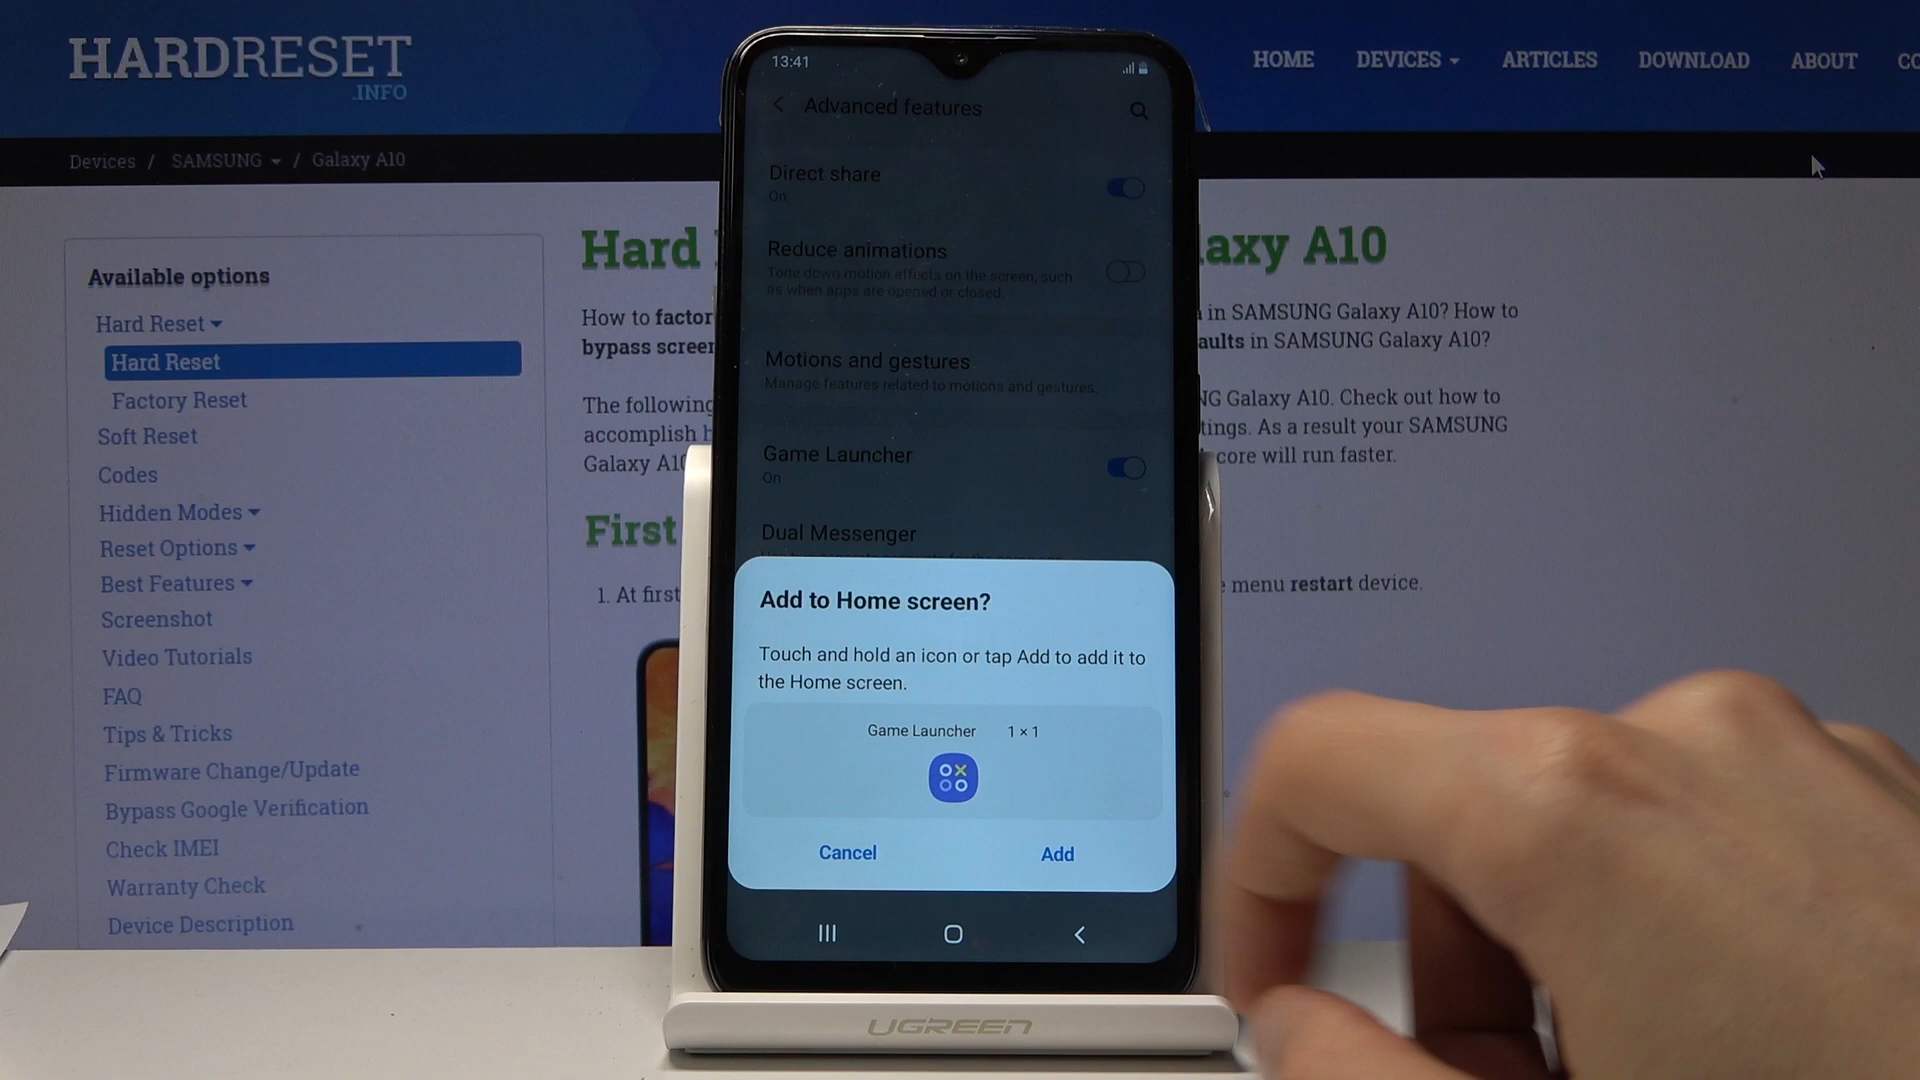 HARDRESET
.INFO
HOME DEVICES ARTICLES DOWNLOAD ABOUT
Devices / SAMSUNG / Galaxy A10
Available options
Hard Reset
Hard Reset
Factory Reset
Soft Reset
Codes
Hidden Modes
Reset Options
Best Features
Screenshot
Video Tutorials
FAQ
Tips & Tricks
Firmware Change/Update
Bypass Google Verification
Check IMEI
Warranty Check
Device Description
Hard
axy A10
How to factor
in SAMSUNG Galaxy A10? How to
bypass screen
aults in SAMSUNG Galaxy A10?
The following
NG Galaxy A10. Check out how to
accomplish h
tings. As a result your SAMSUNG
Galaxy A10
core will run faster.
First
1. At first
e menu restart device.
13:41
Advanced features
Direct share
On
Reduce animations
Tone down motion effects on the screen, such
as when apps are opened or closed.
Motions and gestures
Manage features related to motions and gestures.
Game Launcher
On
Dual Messenger
Add to Home screen?
Touch and hold an icon or tap Add to add it to
the Home screen.
Game Launcher 1 × 1
Cancel Add
UGREEN